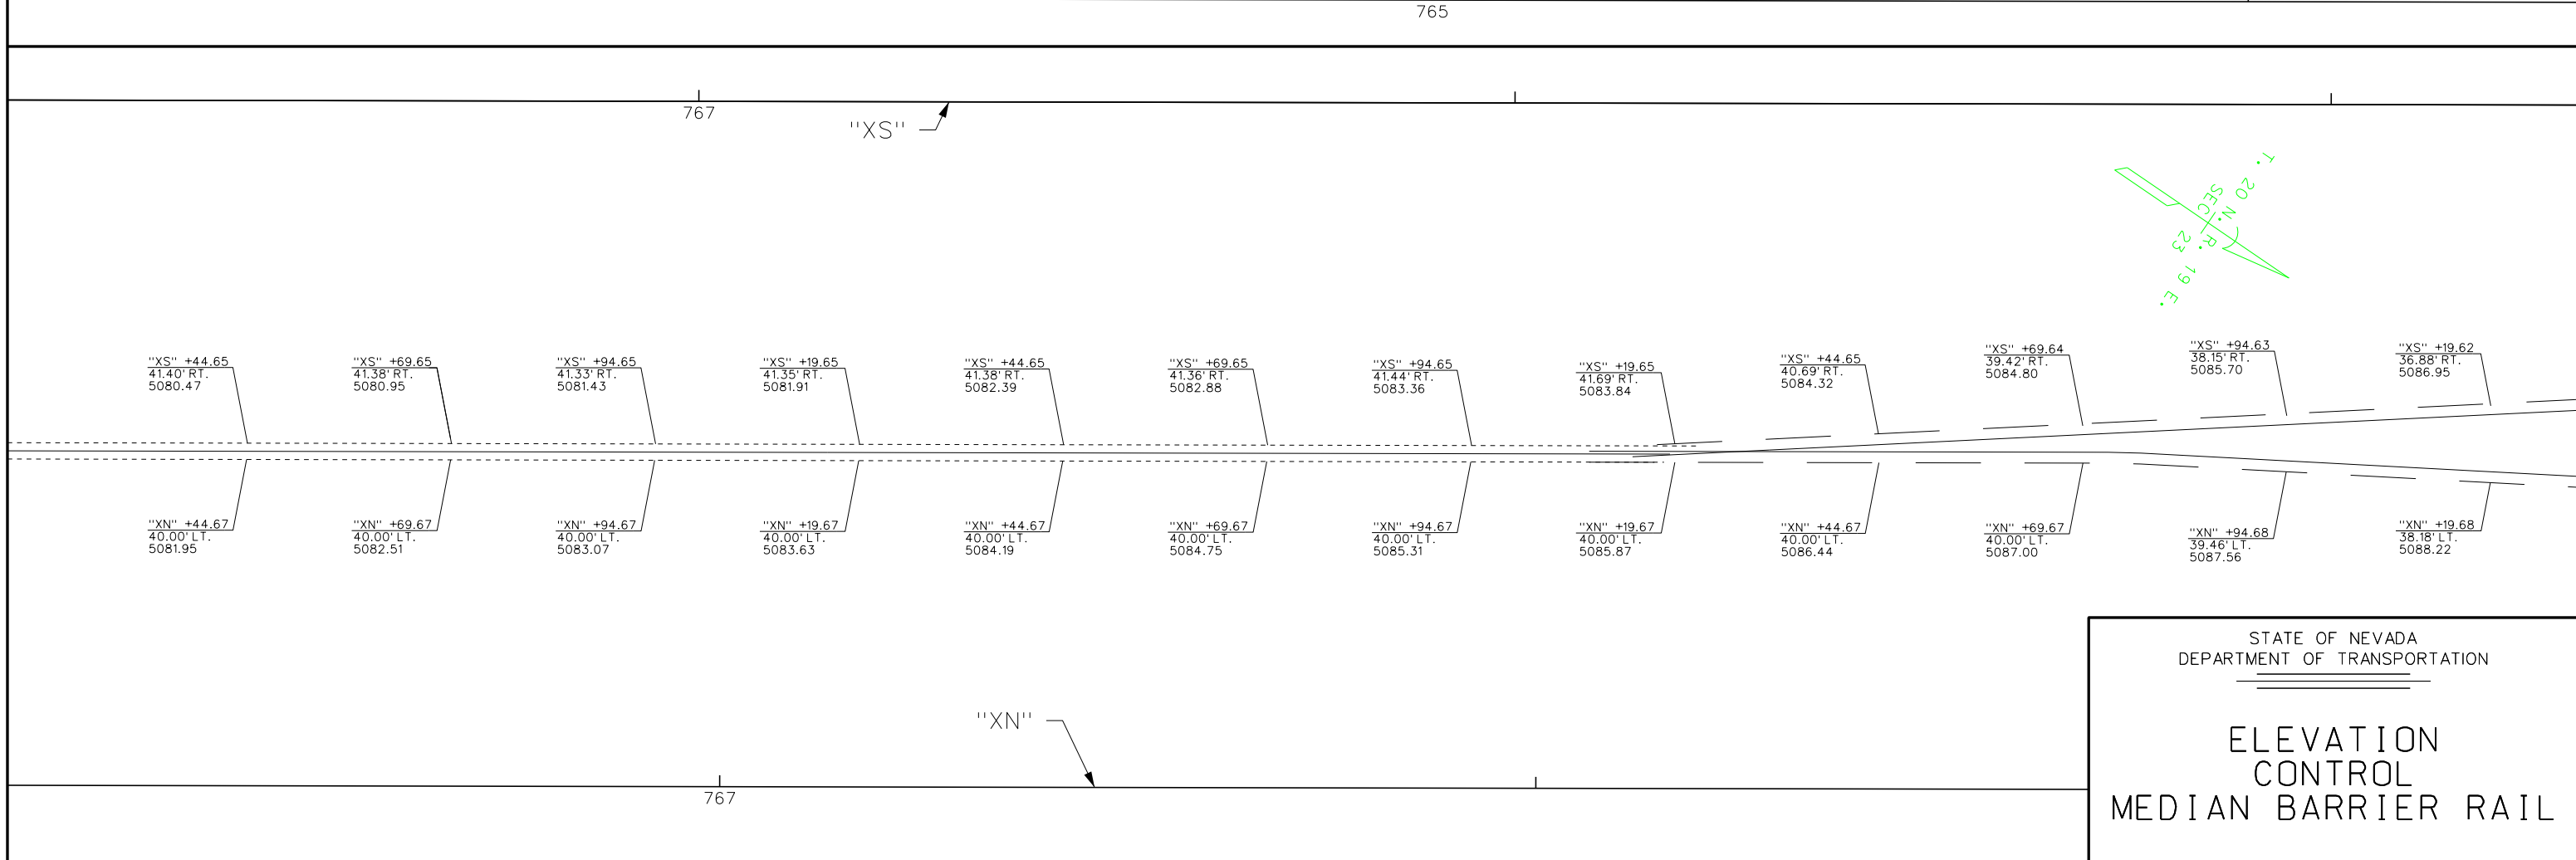 765
767
"XS"
T. 20 N. R. 19 E.
SEC 23
"XS" +44.65
41.40' RT.
5080.47
"XS" +69.65
41.38' RT.
5080.95
"XS" +94.65
41.33' RT.
5081.43
"XS" +19.65
41.35' RT.
5081.91
"XS" +44.65
41.38' RT.
5082.39
"XS" +69.65
41.36' RT.
5082.88
"XS" +94.65
41.44' RT.
5083.36
"XS" +19.65
41.69' RT.
5083.84
"XS" +44.65
40.69' RT.
5084.32
"XS" +69.64
39.42' RT.
5084.80
"XS" +94.63
38.15' RT.
5085.70
"XS" +19.62
36.88' RT.
5086.95
"XN" +44.67
40.00' LT.
5081.95
"XN" +69.67
40.00' LT.
5082.51
"XN" +94.67
40.00' LT.
5083.07
"XN" +19.67
40.00' LT.
5083.63
"XN" +44.67
40.00' LT.
5084.19
"XN" +69.67
40.00' LT.
5084.75
"XN" +94.67
40.00' LT.
5085.31
"XN" +19.67
40.00' LT.
5085.87
"XN" +44.67
40.00' LT.
5086.44
"XN" +69.67
40.00' LT.
5087.00
"XN" +94.68
39.46' LT.
5087.56
"XN" +19.68
38.18' LT.
5088.22
"XN"
767
STATE OF NEVADA
DEPARTMENT OF TRANSPORTATION
ELEVATION
CONTROL
MEDIAN BARRIER RAIL